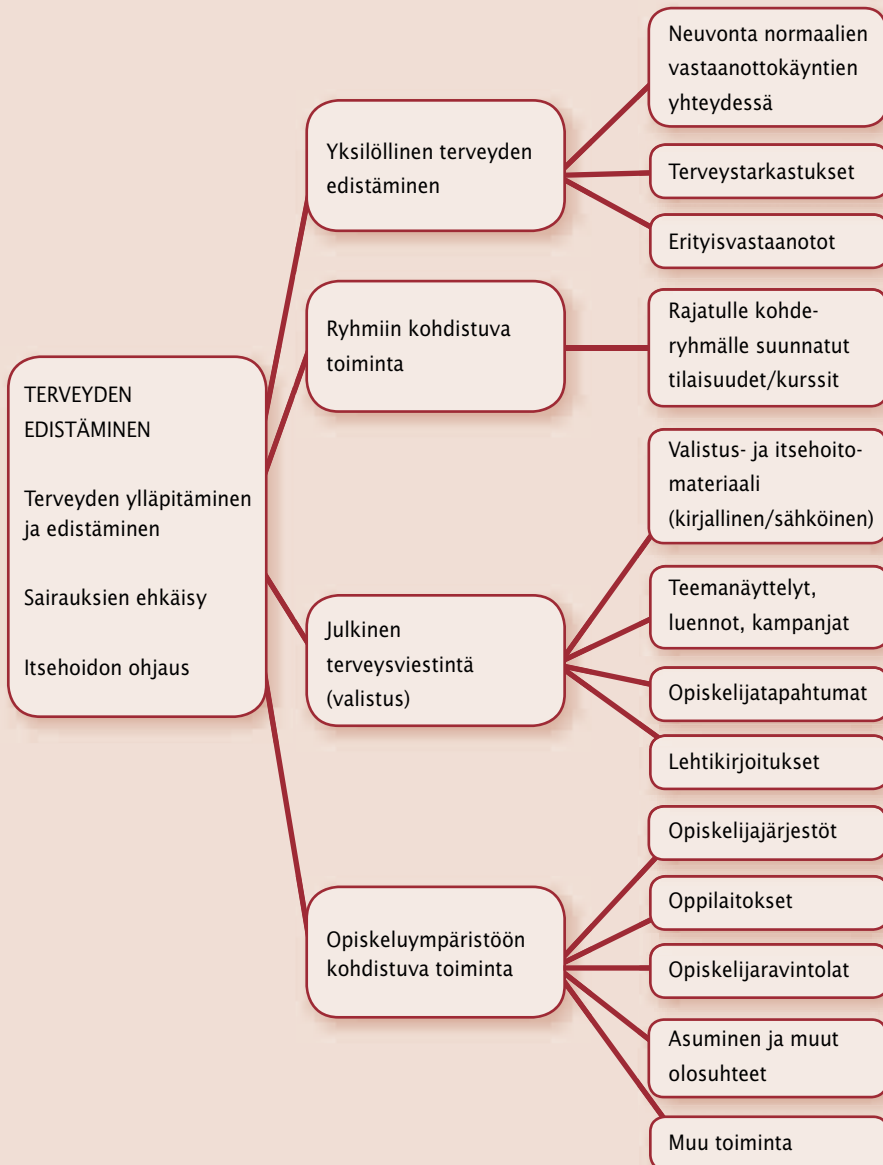 TERVEYDEN
EDISTÄMINEN
Terveyden ylläpitäminen
ja edistäminen
Sairauksien ehkäisy
Itsehoidon ohjaus
Yksilöllinen terveyden
edistäminen
Neuvonta normaalien
vastaanottokäyntien
yhteydessä
Terveystarkastukset
Erityisvastaanotot
Ryhmiin kohdistuva
toiminta
Rajatulle kohde-
ryhmälle suunnatut
tilaisuudet/kurssit
Julkinen
terveysviestintä
(valistus)
Valistus- ja itsehoito-
materiaali
(kirjallinen/sähköinen)
Teemanäyttelyt,
luennot, kampanjat
Opiskelijatapahtumat
Lehtikirjoitukset
Opiskeluympäristöön
kohdistuva toiminta
Opiskelijajärjestöt
Oppilaitokset
Opiskelijaravintolat
Asuminen ja muut
olosuhteet
Muu toiminta